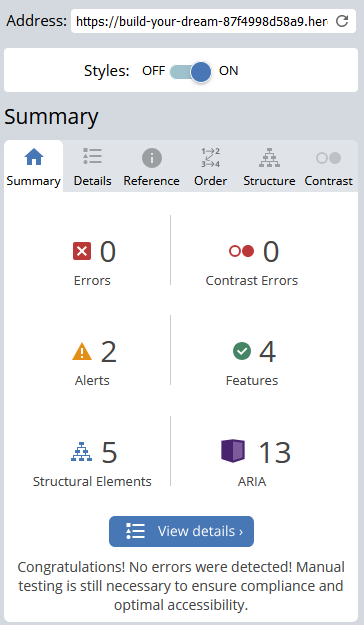 Address: https://build-your-dream-87f4998d58a9.her
Styles: OFF ON
Summary
Summary Details Reference Order Structure Contrast
0 0
Errors Contrast Errors
2 4
Alerts Features
5 13
Structural Elements ARIA
View details ›
Congratulations! No errors were detected! Manual
testing is still necessary to ensure compliance and
optimal accessibility.